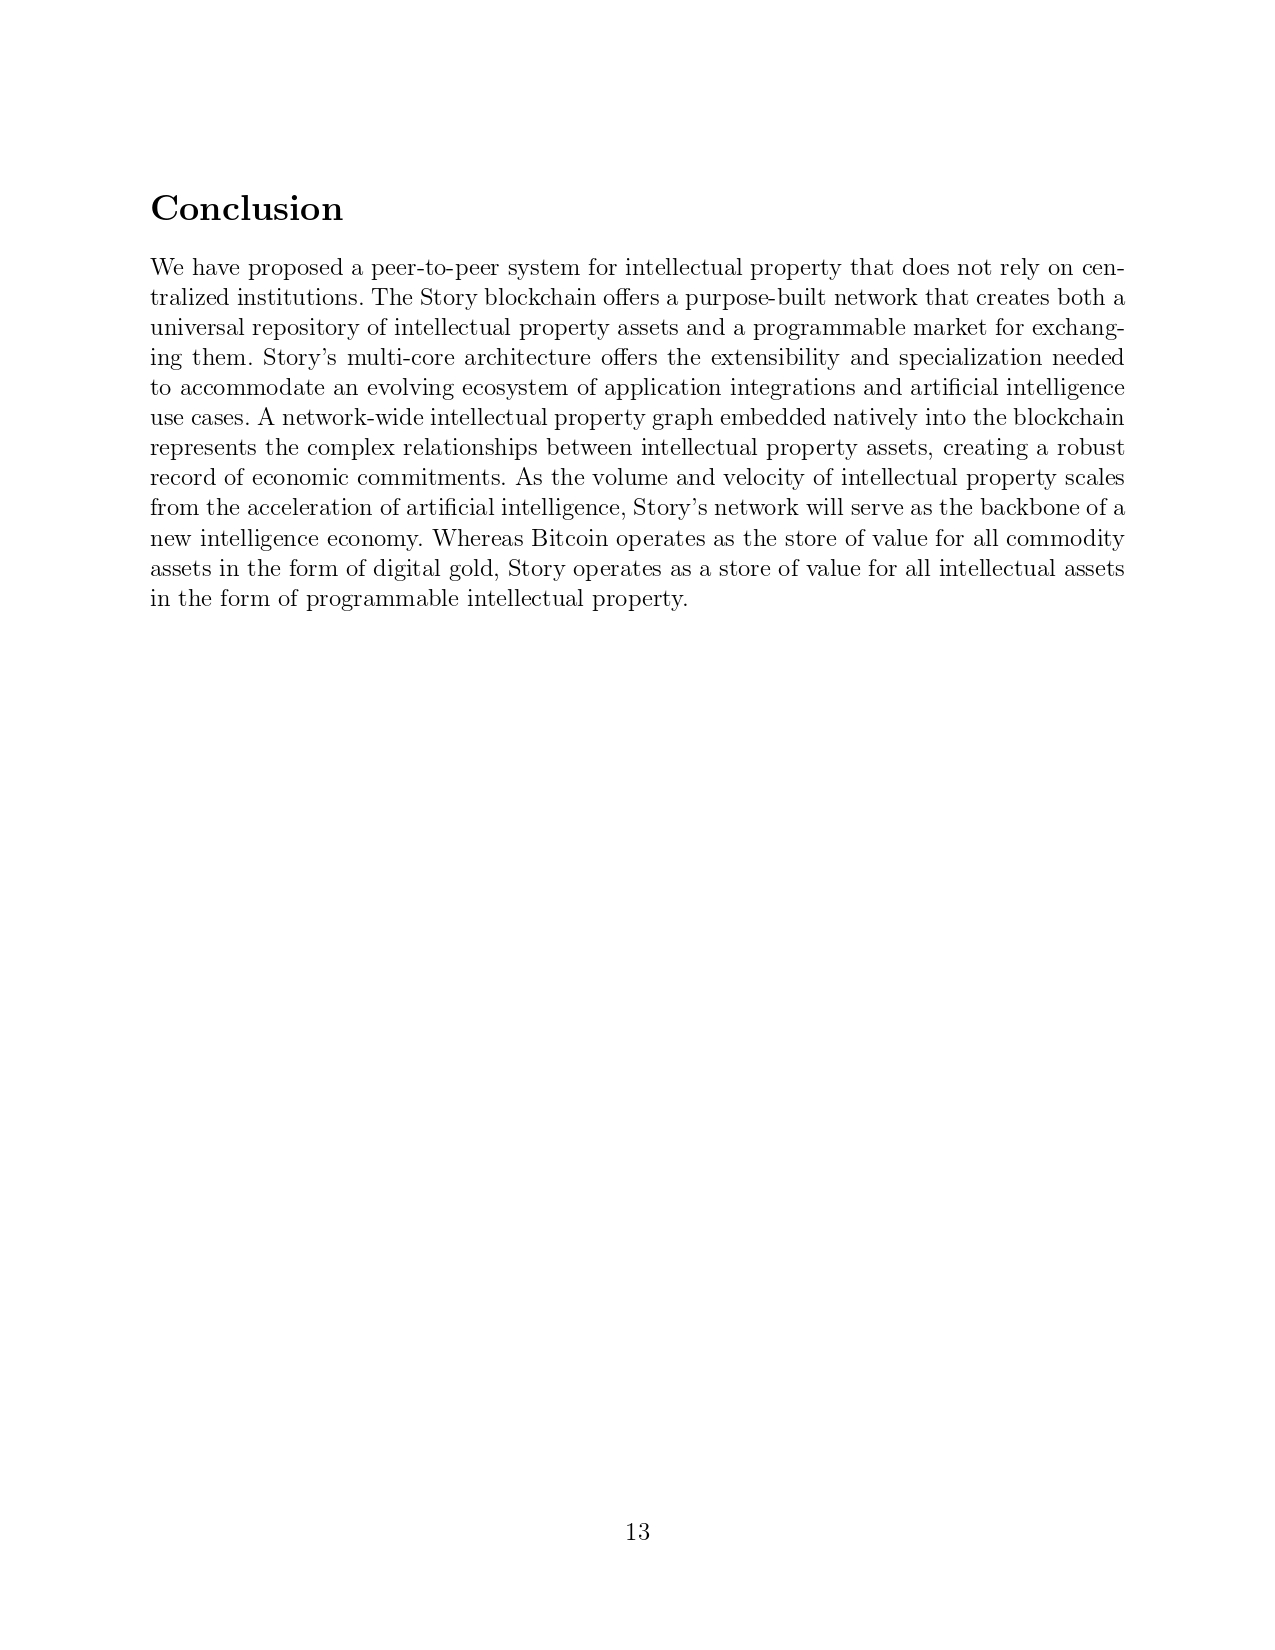 Conclusion
We have proposed a peer-to-peer system for intellectual property that does not rely on cen-
tralized institutions. The Story blockchain offers a purpose-built network that creates both a
universal repository of intellectual property assets and a programmable market for exchang-
ing them. Story's multi-core architecture offers the extensibility and specialization needed
to accommodate an evolving ecosystem of application integrations and artificial intelligence
use cases. A network-wide intellectual property graph embedded natively into the blockchain
represents the complex relationships between intellectual property assets, creating a robust
record of economic commitments. As the volume and velocity of intellectual property scales
from the acceleration of artificial intelligence, Story's network will serve as the backbone of a
new intelligence economy. Whereas Bitcoin operates as the store of value for all commodity
assets in the form of digital gold, Story operates as a store of value for all intellectual assets
in the form of programmable intellectual property.
13